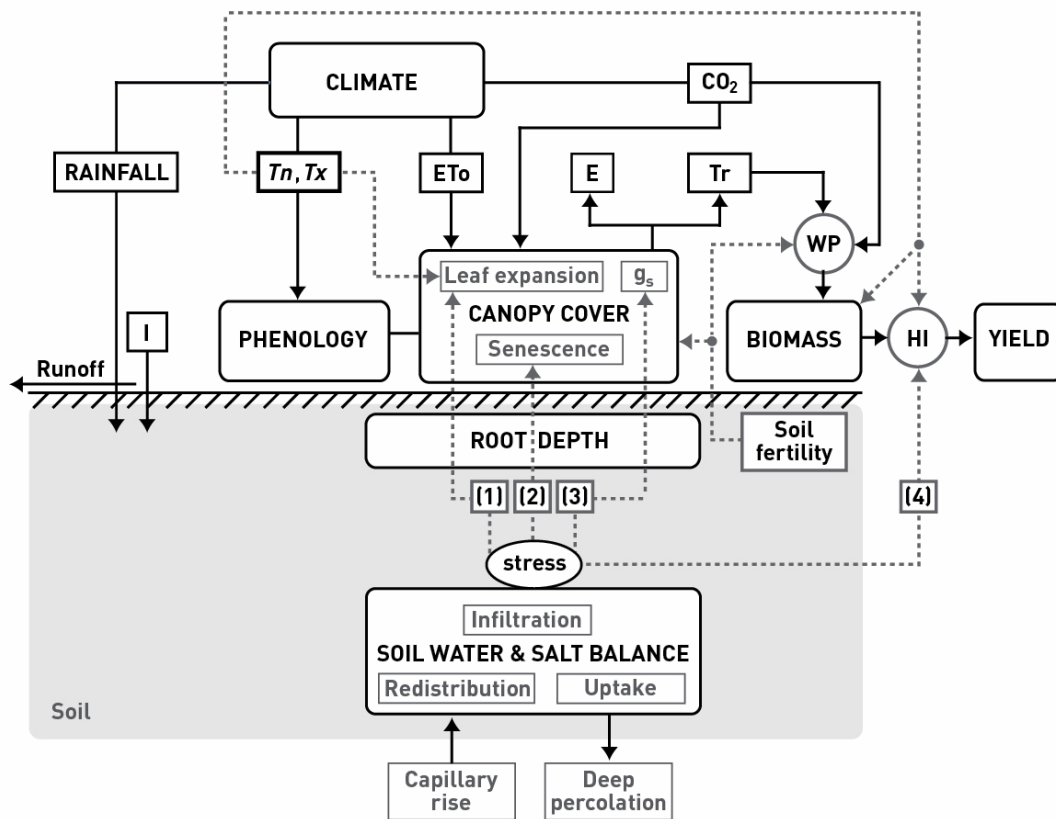 CLIMATE
CO₂
RAINFALL
Tn, Tx
ETo
E
Tr
WP
Leaf expansion
gs
CANOPY COVER
Senescence
PHENOLOGY
I
BIOMASS
HI
YIELD
Runoff
ROOT DEPTH
Soil
fertility
(1)
(2)
(3)
(4)
stress
Infiltration
SOIL WATER & SALT BALANCE
Redistribution
Uptake
Soil
Capillary
rise
Deep
percolation